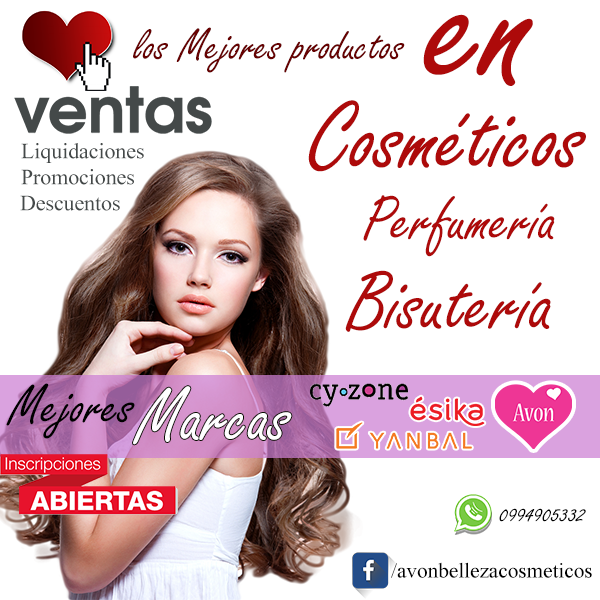 los Mejores productos en
ventas
Liquidaciones
Promociones
Descuentos
Cosméticos
Perfumería
Bisutería
Mejores Marcas
cy·zone
ésika
YANBAL
Avon
Inscripciones
ABIERTAS
0994905332
f/avonbellezacosmeticos